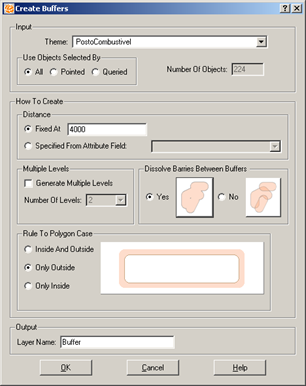 Create Buffers
Input
Theme: PostoCombustivel
Use Objects Selected By
All Pointed Queried
Number Of Objects: 224
How To Create
Distance
Fixed At 4000
Specified From Attribute Field:
Multiple Levels
Generate Multiple Levels
Number Of Levels: 2
Dissolve Barries Between Buffers
Yes No
Rule To Polygon Case
Inside And Outside
Only Outside
Only Inside
Output
Layer Name: Buffer
OK Cancel Help